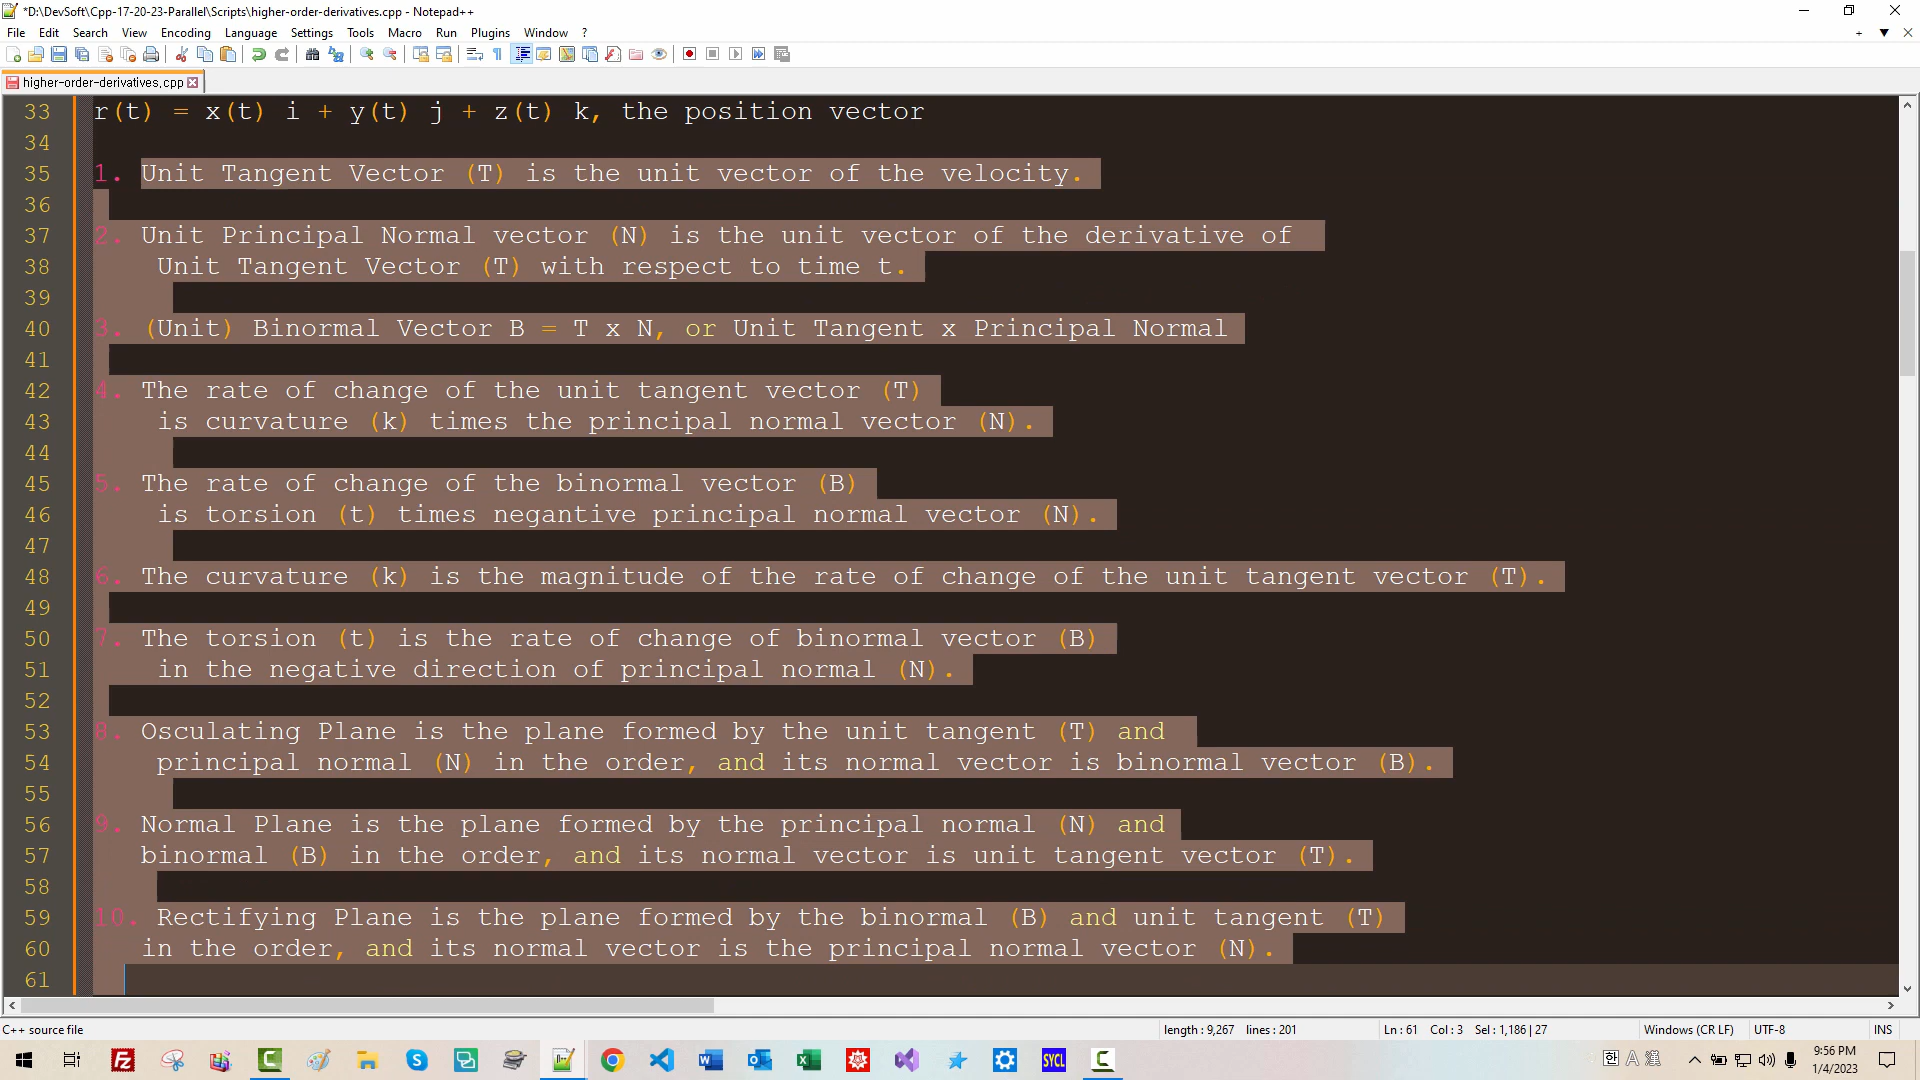 *D:\DevSoft\Cpp-17-20-23-Parallel\Scripts\higher-order-derivatives.cpp - Notepad++
File Edit Search View Encoding Language Settings Tools Macro Run Plugins Window ?
higher-order-derivatives.cpp
33 r(t) = x(t) i + y(t) j + z(t) k, the position vector
34
35 1. Unit Tangent Vector (T) is the unit vector of the velocity.
36
37 2. Unit Principal Normal vector (N) is the unit vector of the derivative of
38 Unit Tangent Vector (T) with respect to time t.
39
40 3. (Unit) Binormal Vector B = T x N, or Unit Tangent x Principal Normal
41
42 4. The rate of change of the unit tangent vector (T)
43 is curvature (k) times the principal normal vector (N).
44
45 5. The rate of change of the binormal vector (B)
46 is torsion (t) times negantive principal normal vector (N).
47
48 6. The curvature (k) is the magnitude of the rate of change of the unit tangent vector (T).
49
50 7. The torsion (t) is the rate of change of binormal vector (B)
51 in the negative direction of principal normal (N).
52
53 8. Osculating Plane is the plane formed by the unit tangent (T) and
54 principal normal (N) in the order, and its normal vector is binormal vector (B).
55
56 9. Normal Plane is the plane formed by the principal normal (N) and
57 binormal (B) in the order, and its normal vector is unit tangent vector (T).
58
59 10. Rectifying Plane is the plane formed by the binormal (B) and unit tangent (T)
60 in the order, and its normal vector is the principal normal vector (N).
61
C++ source file length : 9,267 lines : 201 Ln : 61 Col : 3 Sel : 1,186 | 27 Windows (CR LF) UTF-8 INS
SYCL 한 A 漢 9:56 PM
1/4/2023